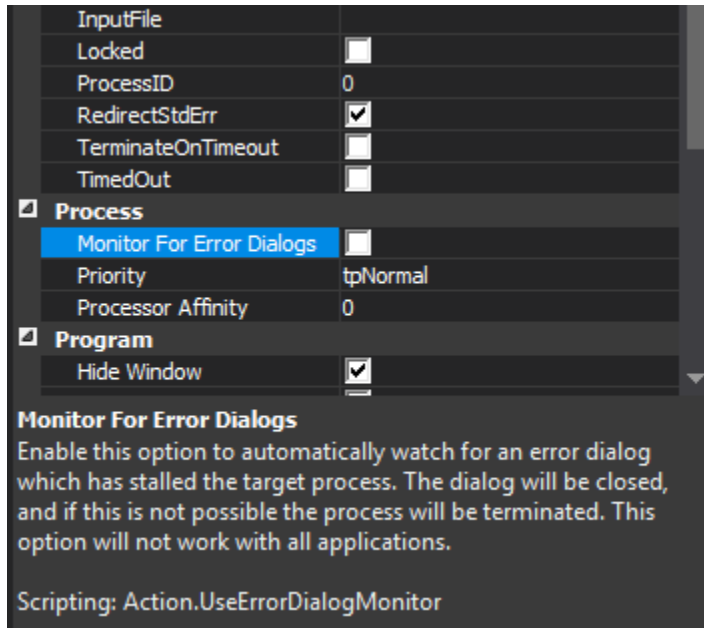 InputFile
Locked
ProcessID 0
RedirectStdErr
TerminateOnTimeout
TimedOut
Process
Monitor For Error Dialogs
Priority tpNormal
Processor Affinity 0
Program
Hide Window
Monitor For Error Dialogs
Enable this option to automatically watch for an error dialog
which has stalled the target process. The dialog will be closed,
and if this is not possible the process will be terminated. This
option will not work with all applications.
Scripting: Action.UseErrorDialogMonitor